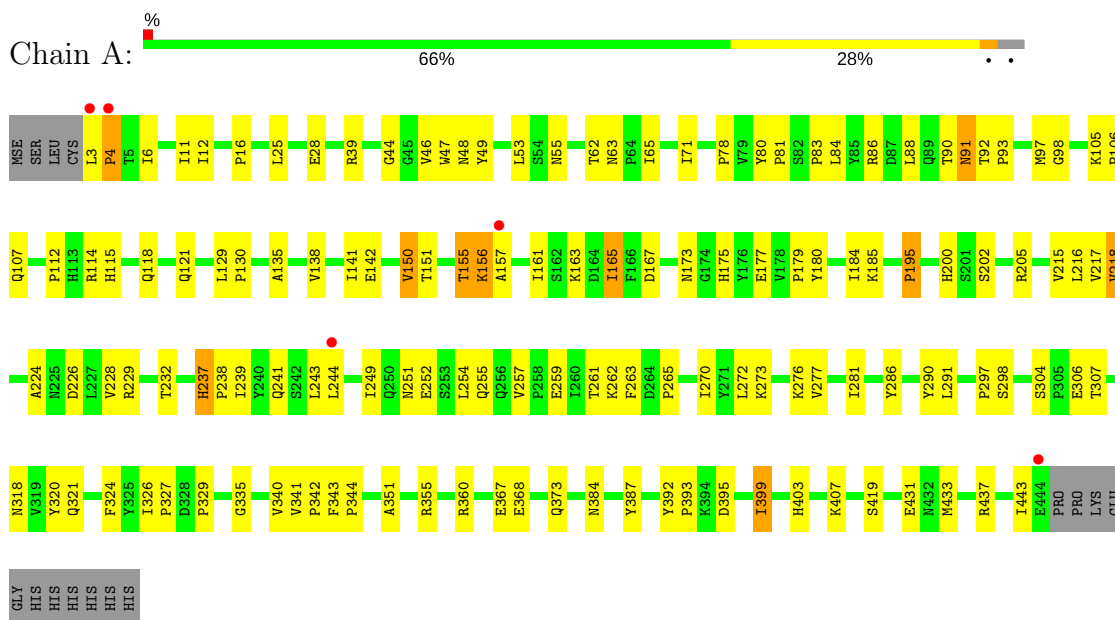 %
Chain A:
66% 28% • •
MSE SER LEU CYS L3 P4 T5 I6 I11 I12 P16 L25 E28 R39 G44 G45 V46 W47 N48 Y49 L53 S54 N55 T62 N63 P64 I65 I71 P78 V79 Y80 P81 S82 P83 L84 Y85 R86 D87 L88 Q89 T90 N91 T92 P93 M97 G98 K105
Q107 P112 H113 R114 H115 Q118 Q121 L129 P130 A135 V138 I141 E142 V150 T151 T155 K156 A157 I161 S162 K163 D164 I165 F166 D167 N173 G174 H175 Y176 E177 V178 P179 Y180 I184 K185 P195 H200 S201 S202 R205 V215 L216 V217
A224 N225 D226 L227 V228 R229 T232 H237 P238 I239 Y240 Q241 S242 L243 L244 I249 Q250 N251 E252 S253 L254 Q255 Q256 V257 P258 E259 I260 T261 K262 F263 D264 P265 I270 Y271 L272 K273 K276 V277 I281 Y286 Y290 L291 P297 S298 S304 P305 E306 T307
N318 V319 Y320 Q321 F324 Y325 I326 P327 D328 P329 G335 V340 V341 P342 F343 P344 A351 R355 R360 E367 E368 Q373 N384 Y387 Y392 P393 K394 D395 I399 H403 K407 S419 E431 N432 M433 R437 I443 E444 PRO PRO LYS
GLY HIS HIS HIS HIS HIS HIS